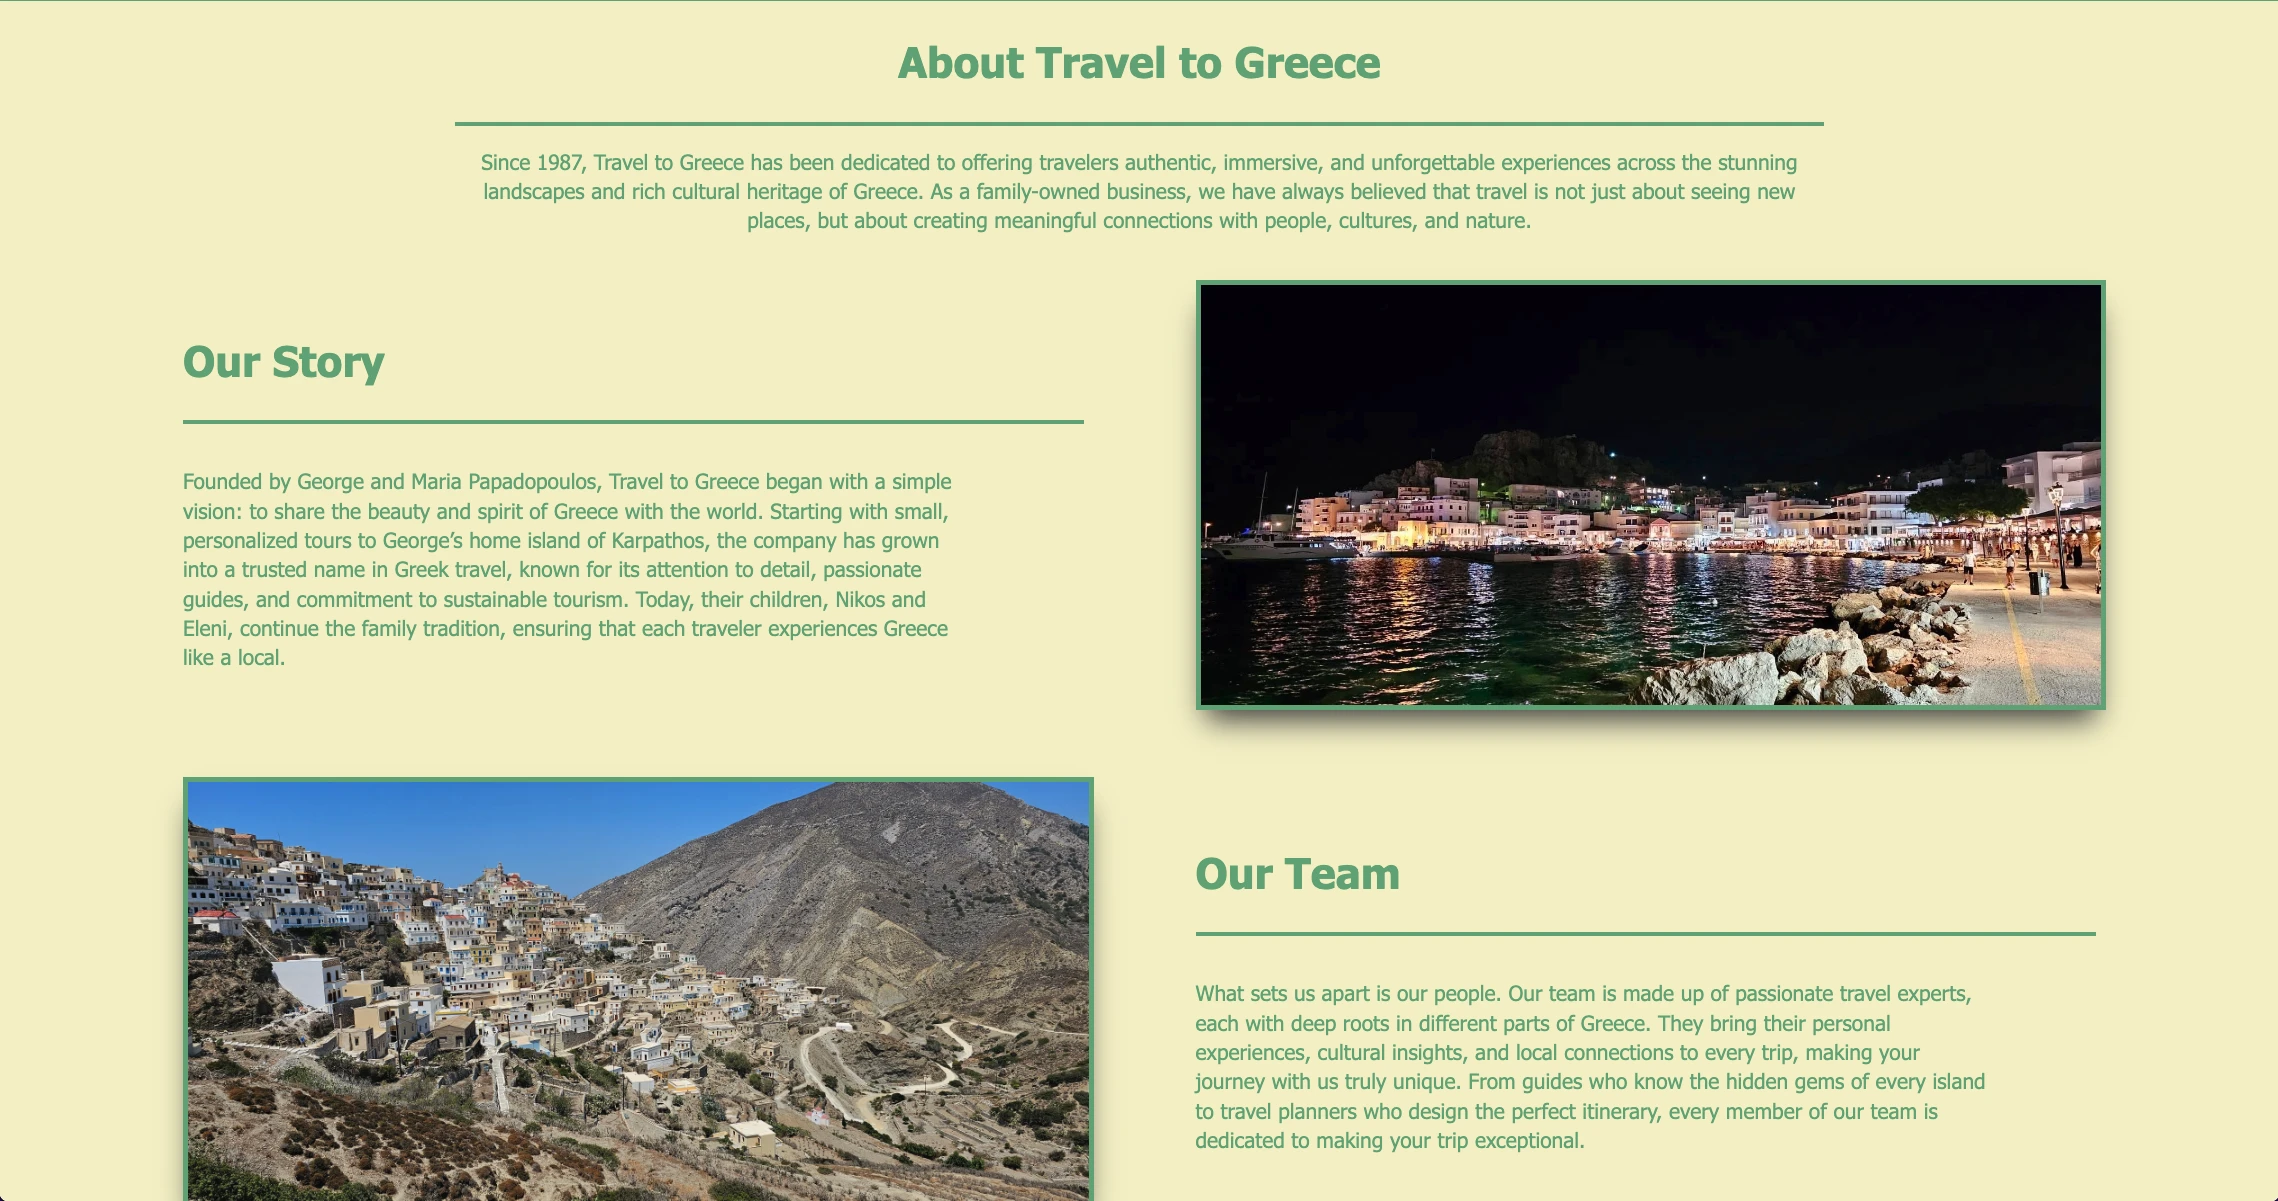 About Travel to Greece
Since 1987, Travel to Greece has been dedicated to offering travelers authentic, immersive, and unforgettable experiences across the stunning
landscapes and rich cultural heritage of Greece. As a family-owned business, we have always believed that travel is not just about seeing new
places, but about creating meaningful connections with people, cultures, and nature.
Our Story
Founded by George and Maria Papadopoulos, Travel to Greece began with a simple
vision: to share the beauty and spirit of Greece with the world. Starting with small,
personalized tours to George’s home island of Karpathos, the company has grown
into a trusted name in Greek travel, known for its attention to detail, passionate
guides, and commitment to sustainable tourism. Today, their children, Nikos and
Eleni, continue the family tradition, ensuring that each traveler experiences Greece
like a local.
Our Team
What sets us apart is our people. Our team is made up of passionate travel experts,
each with deep roots in different parts of Greece. They bring their personal
experiences, cultural insights, and local connections to every trip, making your
journey with us truly unique. From guides who know the hidden gems of every island
to travel planners who design the perfect itinerary, every member of our team is
dedicated to making your trip exceptional.